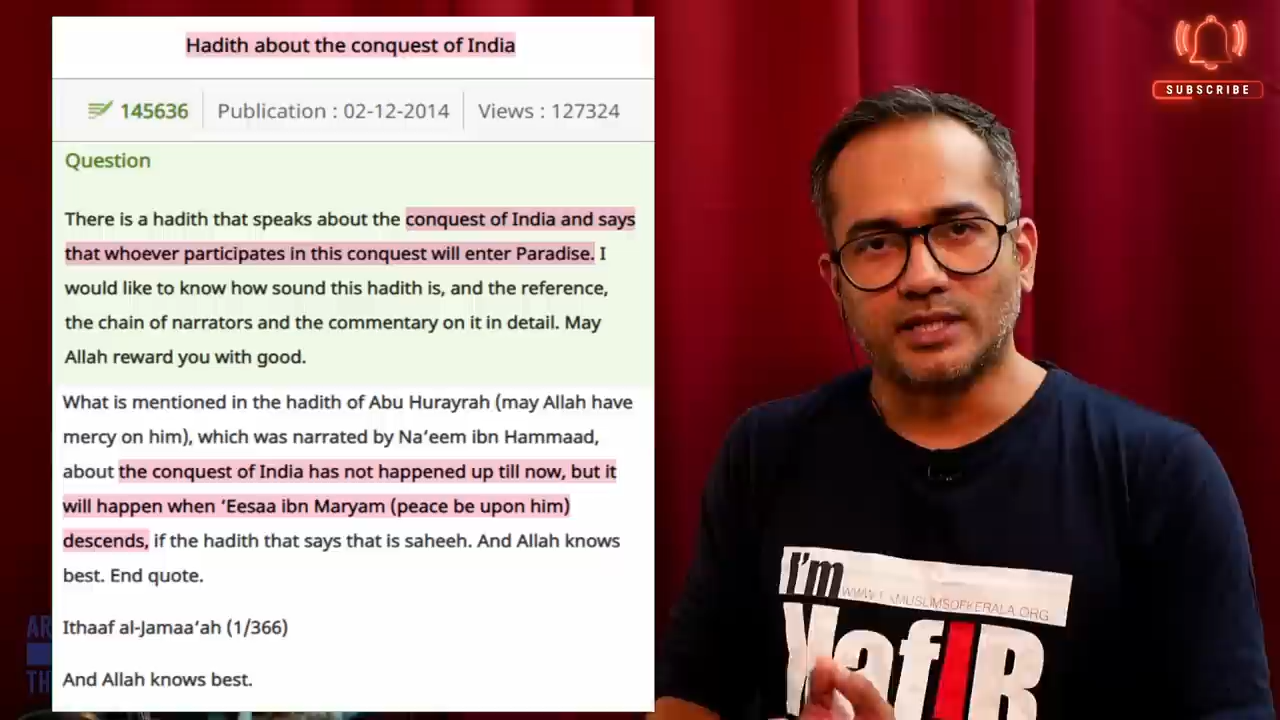 Hadith about the conquest of India
145636
Publication : 02-12-2014
Views : 127324
Question
There is a hadith that speaks about the conquest of India and says
that whoever participates in this conquest will enter Paradise. I
would like to know how sound this hadith is, and the reference,
the chain of narrators and the commentary on it in detail. May
Allah reward you with good.
What is mentioned in the hadith of Abu Hurayrah (may Allah have
mercy on him), which was narrated by Na‘eem ibn Hammaad,
about the conquest of India has not happened up till now, but it
will happen when ‘Eesaa ibn Maryam (peace be upon him)
descends, if the hadith that says that is saheeh. And Allah knows
best. End quote.
Ithaaf al-Jamaa‘ah (1/366)
And Allah knows best.
SUBSCRIBE
AR
TH
I'm
KafIR